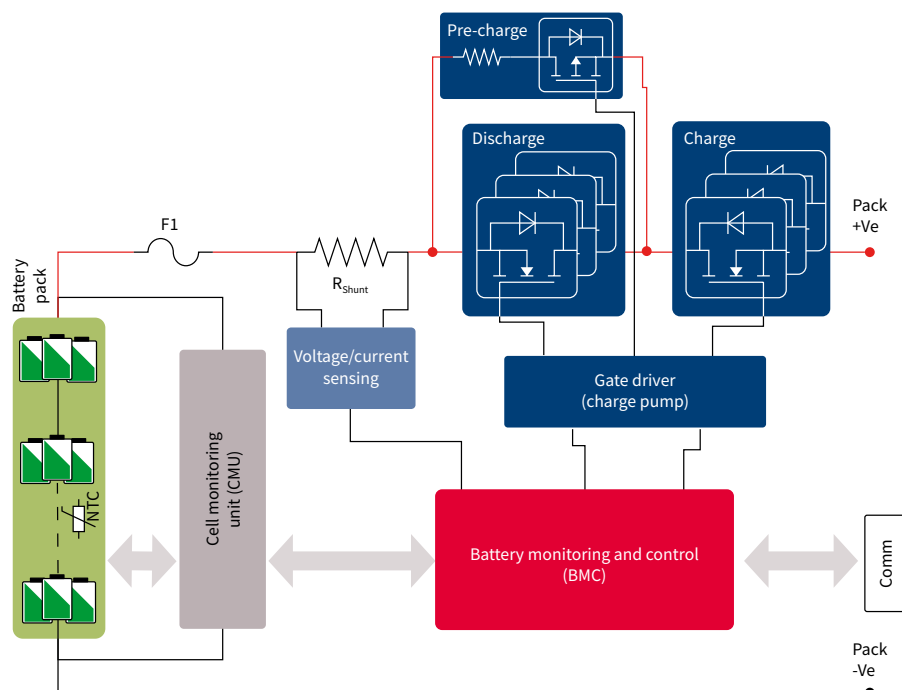 Pre-charge
Discharge
Charge
Pack
+Ve
F1
R Shunt
Battery
pack
Voltage/current
sensing
Gate driver
(charge pump)
Cell monitoring
unit (CMU)
NTC
Battery monitoring and control
(BMC)
Comm
Pack
-Ve